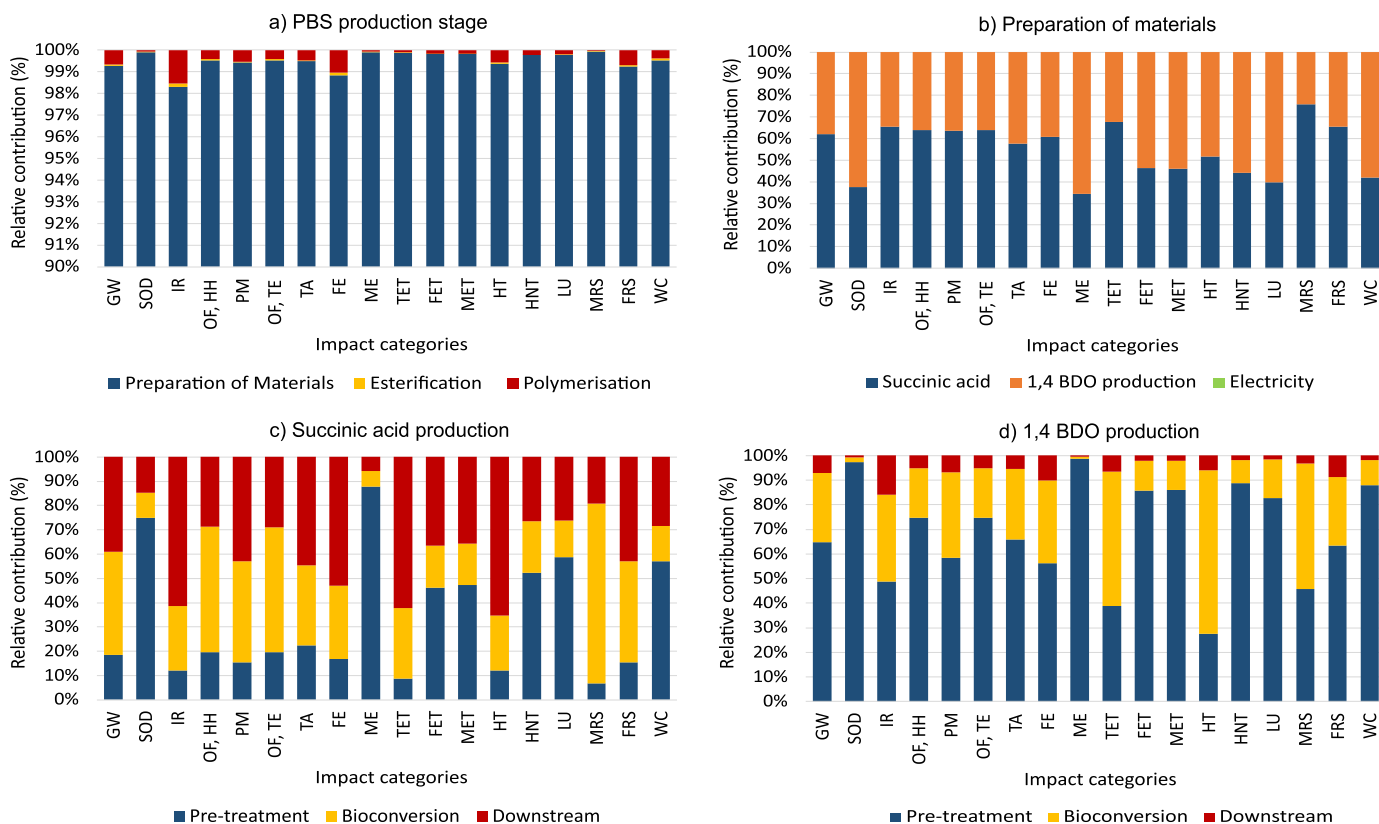 a) PBS production stage
Relative contribution (%)
100%
99%
98%
97%
96%
95%
94%
93%
92%
91%
90%
GW
SOD
IR
OF, HH
PM
OF, TE
TA
FE
ME
TET
FET
MET
HT
HNT
LU
MRS
FRS
WC
Impact categories
Preparation of Materials Esterification Polymerisation
b) Preparation of materials
Relative contribution (%)
100%
90%
80%
70%
60%
50%
40%
30%
20%
10%
0%
GW
SOD
IR
OF, HH
PM
OF, TE
TA
FE
ME
TET
FET
MET
HT
HNT
LU
MRS
FRS
WC
Impact categories
Succinic acid 1,4 BDO production Electricity
c) Succinic acid production
Relative contribution (%)
100%
90%
80%
70%
60%
50%
40%
30%
20%
10%
0%
GW
SOD
IR
OF, HH
PM
OF, TE
TA
FE
ME
TET
FET
MET
HT
HNT
LU
MRS
FRS
WC
Impact categories
Pre-treatment Bioconversion Downstream
d) 1,4 BDO production
Relative contribution (%)
100%
90%
80%
70%
60%
50%
40%
30%
20%
10%
0%
GW
SOD
IR
OF, HH
PM
OF, TE
TA
FE
ME
TET
FET
MET
HT
HNT
LU
MRS
FRS
WC
Impact categories
Pre-treatment Bioconversion Downstream